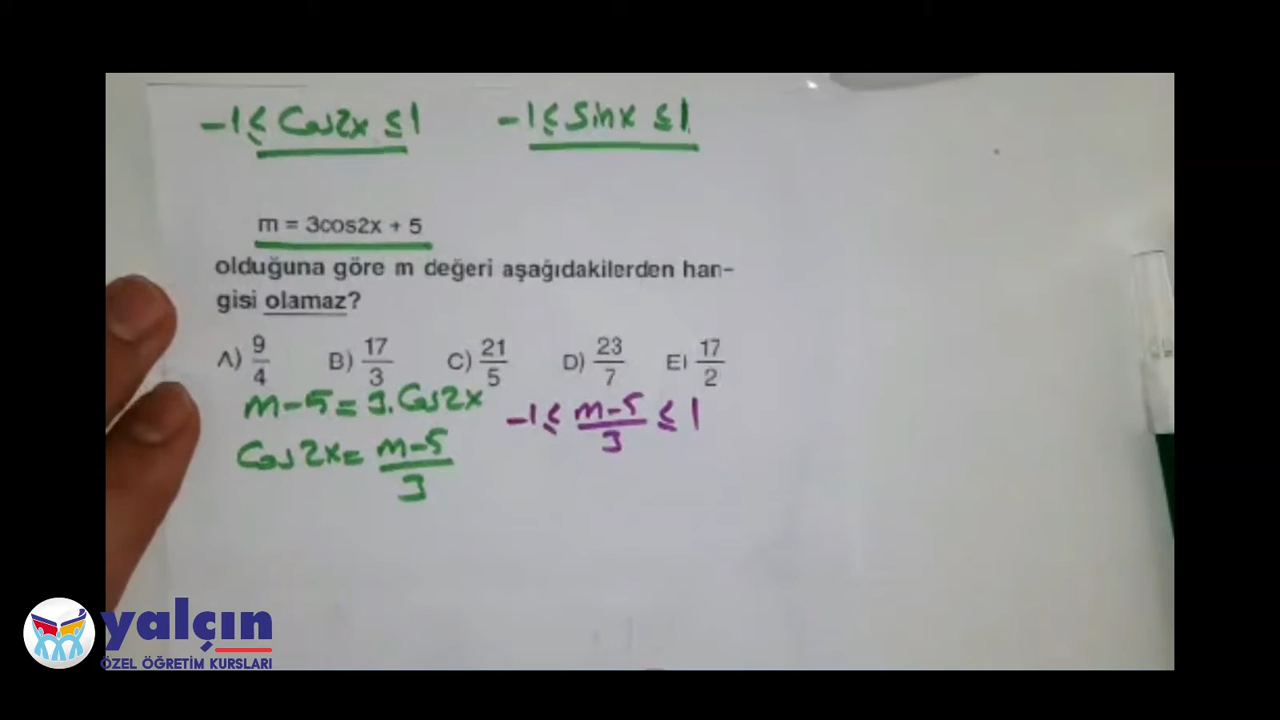 -1 ≤ Cos2x ≤ 1    -1 ≤ Sinx ≤ 1
m = 3cos2x + 5
olduğuna göre m değeri aşağıdakilerden han-
gisi olamaz?
A) 9/4    B) 17/3    C) 21/5    D) 23/7    E) 17/2
m-5 = 3.Cos2x    -1 ≤ (m-5)/3 ≤ 1
Cos2x = (m-5)/3
yalçın
ÖZEL ÖĞRETİM KURSLARI